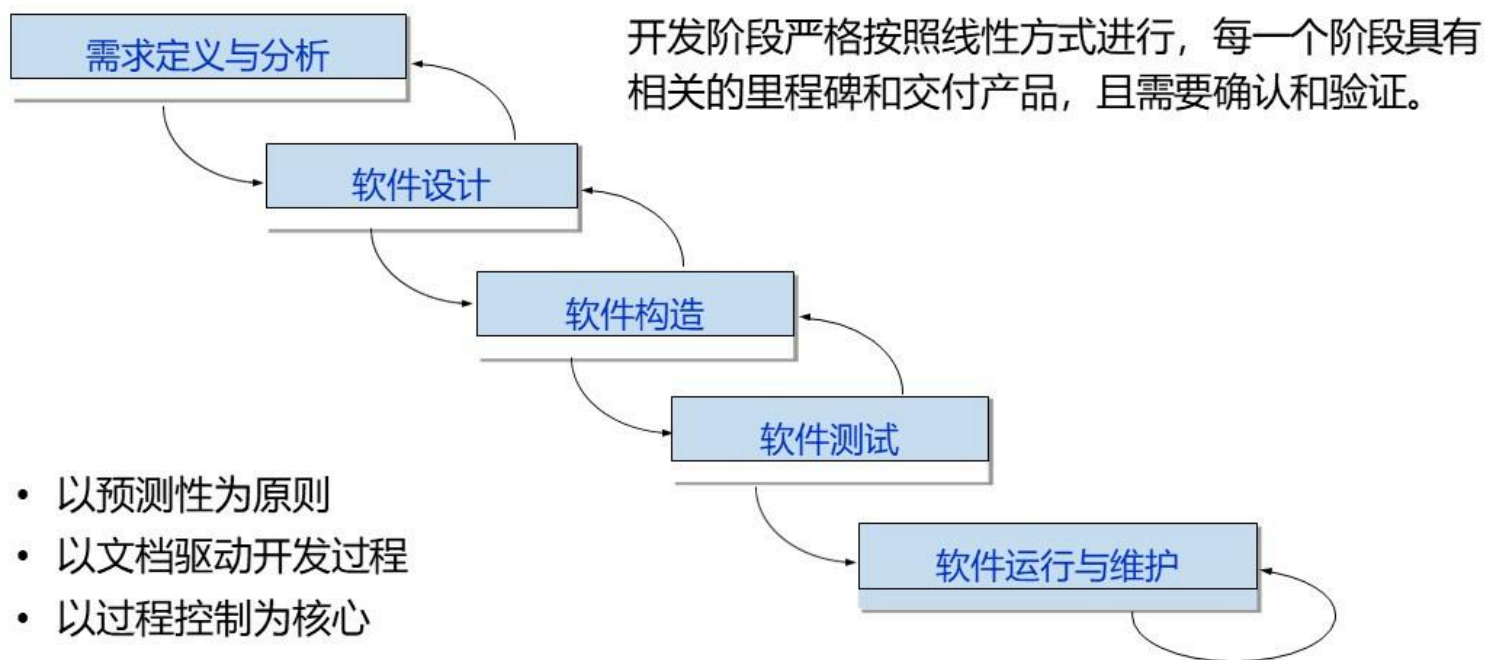 需求定义与分析
开发阶段严格按照线性方式进行，每一个阶段具有
相关的里程碑和交付产品，且需要确认和验证。
软件设计
软件构造
软件测试
• 以预测性为原则
• 以文档驱动开发过程
• 以过程控制为核心
软件运行与维护